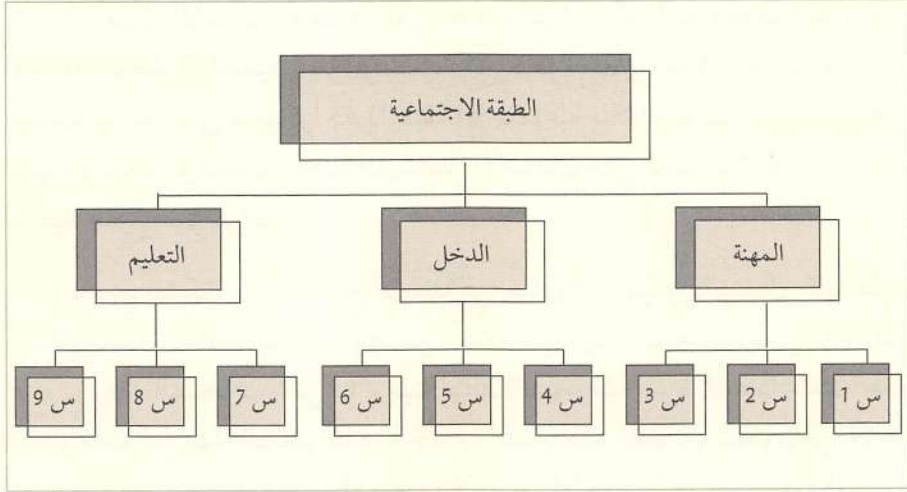 الطبقة الاجتماعية
المهنة
الدخل
التعليم
س 1
س 2
س 3
س 4
س 5
س 6
س 7
س 8
س 9